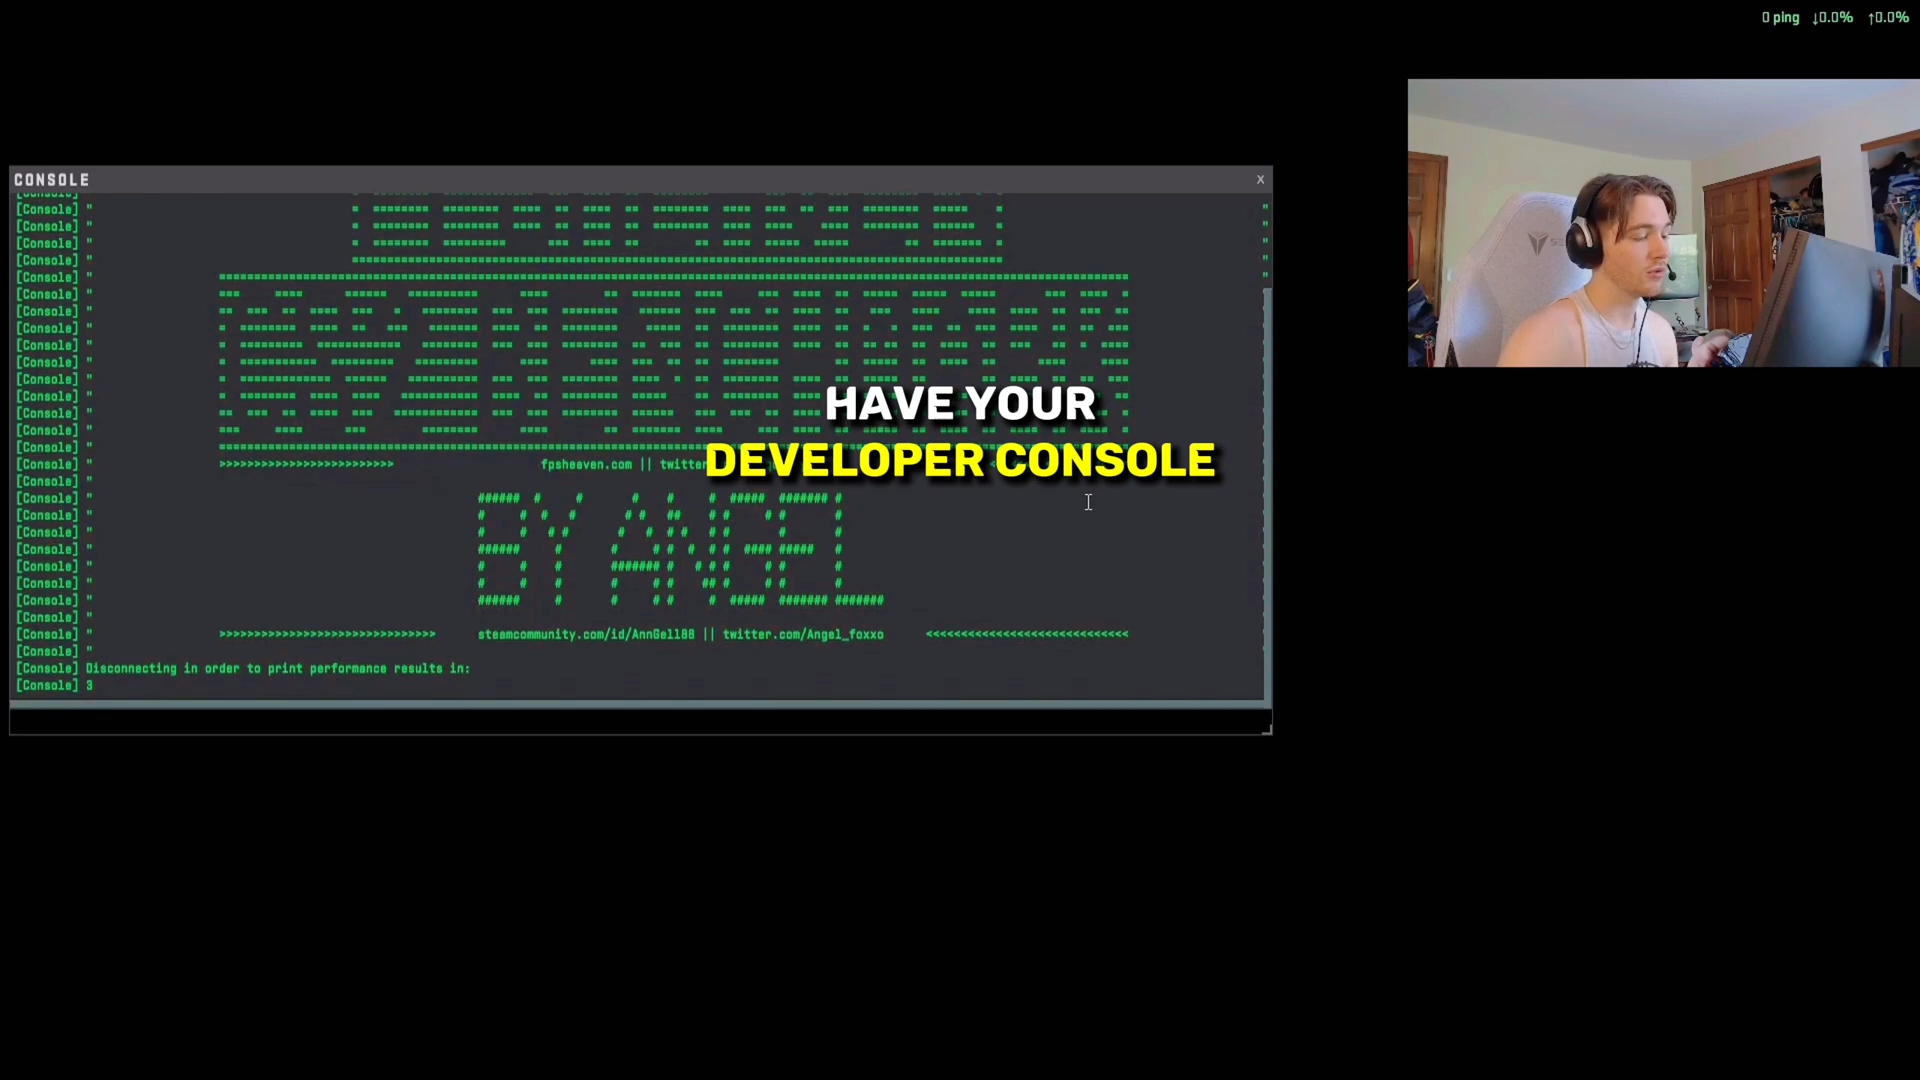 0 ping ↓0.0% ↑0.0%
CONSOLE X
[Console] "
[Console] "
[Console] "
[Console] "
[Console] "
[Console] "
[Console] "
[Console] "
[Console] "
[Console] "
[Console] "
[Console] "
[Console] "
HAVE YOUR
[Console] "
[Console] "
[Console] " >>>>>>>>>>>>>>>>>>>>>>>>> fpsheaven.com || twitter
DEVELOPER CONSOLE
[Console] "
[Console] "
[Console] "
[Console] "
[Console] "
BY ANGEL
[Console] "
[Console] "
[Console] "
[Console] "
[Console] " >>>>>>>>>>>>>>>>>>>>>>>>>>>>>>> steamcommunity.com/id/AnnGell88 || twitter.com/Angel_foxxo <<<<<<<<<<<<<<<<<<<<<<<<<<<<<
[Console] "
[Console] Disconnecting in order to print performance results in:
[Console] 3